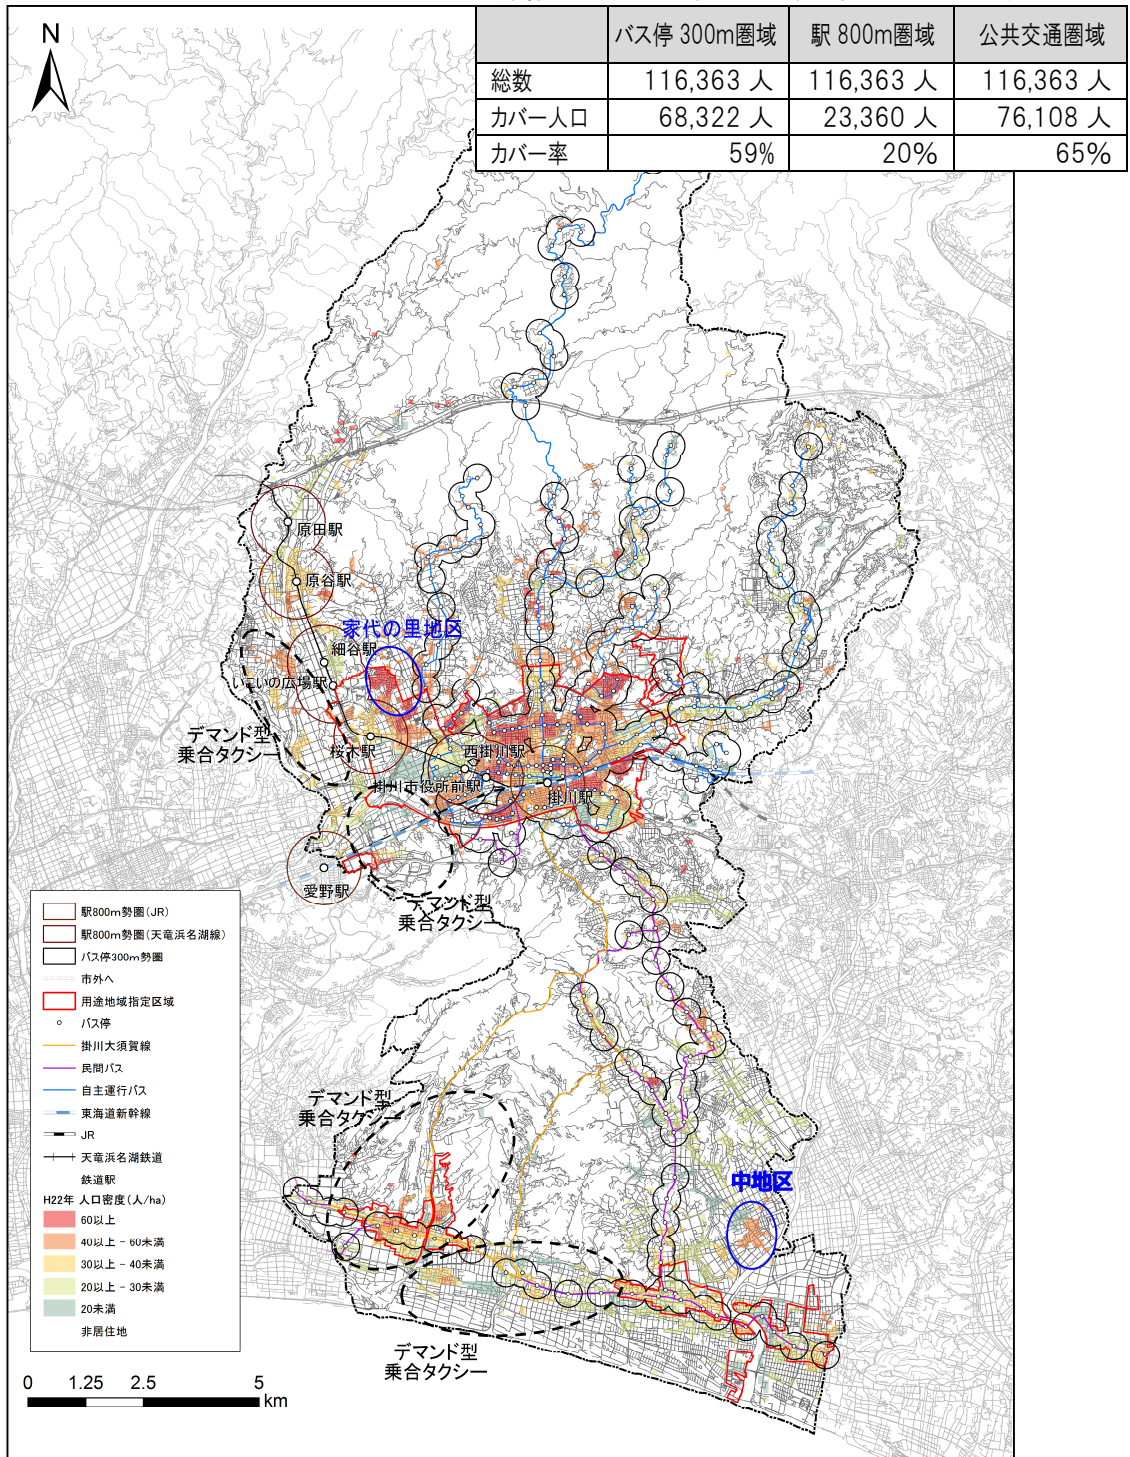 N
バス停 300m圏域 駅 800m圏域 公共交通圏域
総数 116,363 人 116,363 人 116,363 人
カバー人口 68,322 人 23,360 人 76,108 人
カバー率 59% 20% 65%
原田駅
原谷駅
家代の里地区
細谷駅
いこいの広場駅
デマンド型
乗合タクシー
桜木駅
西掛川駅
掛川市役所前駅
掛川駅
愛野駅
デマンド型
乗合タクシー
駅800m勢圏(JR)
駅800m勢圏(天竜浜名湖線)
バス停300m勢圏
市外へ
用途地域指定区域
バス停
掛川大須賀線
民間バス
自主運行バス
東海道新幹線
JR
天竜浜名湖鉄道
鉄道駅
H22年 人口密度(人/ha)
60以上
40以上 - 60未満
30以上 - 40未満
20以上 - 30未満
20未満
非居住地
デマンド型
乗合タクシー
中地区
デマンド型
乗合タクシー
0 1.25 2.5 5
km